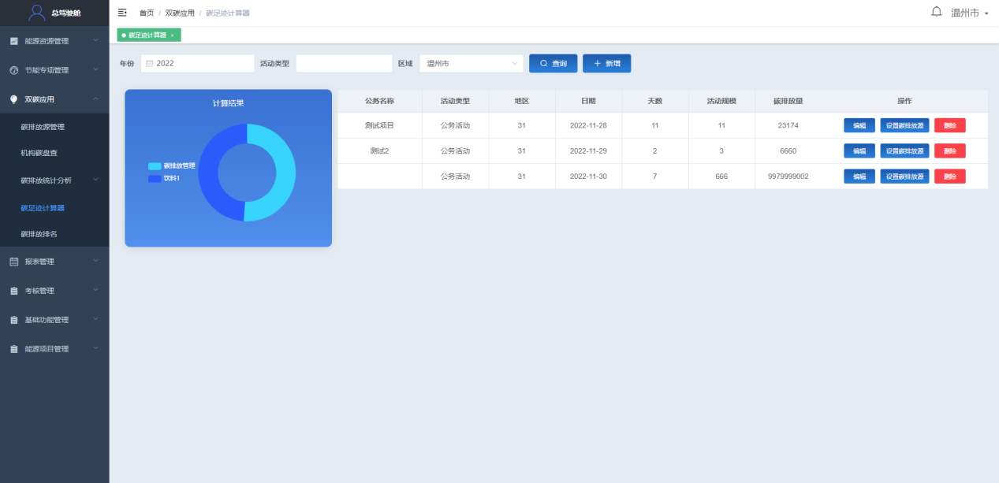 总驾驶舱
首页 / 双碳应用 / 碳足迹计算器
温州市
能源资源管理
节能专项管理
双碳应用
碳排放源管理
机构碳盘查
碳排放统计分析
碳足迹计算器
碳排放排名
报表管理
考核管理
基础功能管理
能源项目管理
碳足迹计算器 ×
年份 2022 活动类型 区域 温州市 查询 + 新增
计算结果
碳排放管理
饮料1
公务名称 活动类型 地区 日期 天数 活动规模 碳排放量 操作
测试项目 公务活动 31 2022-11-28 11 11 23174 编辑 设置碳排放源 删除
测试2 公务活动 31 2022-11-29 2 3 6660 编辑 设置碳排放源 删除
公务活动 31 2022-11-30 7 666 9979999002 编辑 设置碳排放源 删除